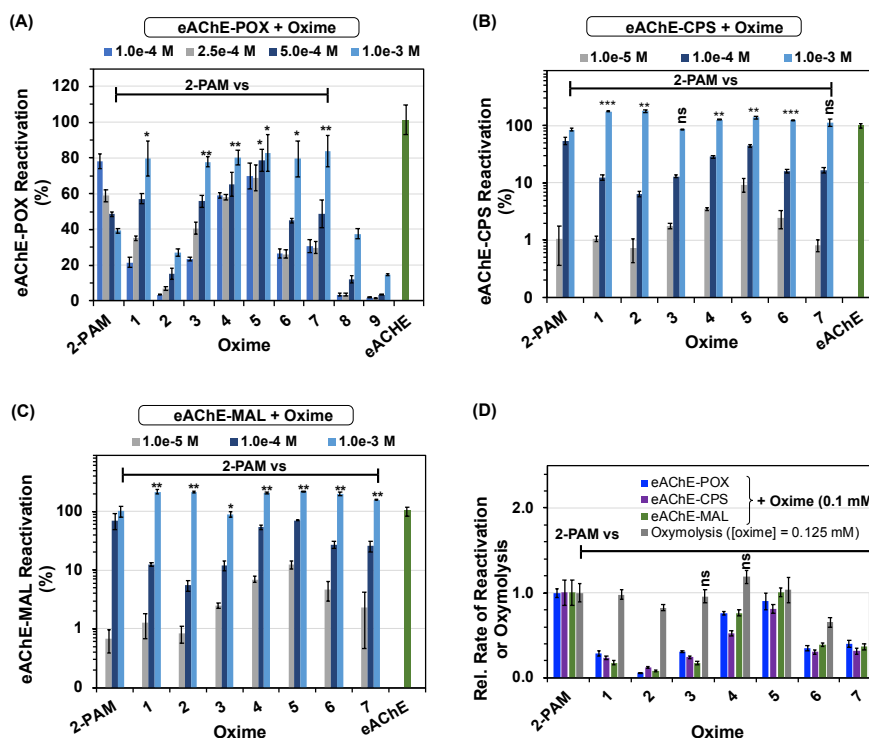 (A)
eAChE-POX + Oxime
1.0e-4 M 2.5e-4 M 5.0e-4 M 1.0e-3 M
2-PAM vs
120
100
80
60
40
20
0
eAChE-POX Reactivation
(%)
* ** ** * * * **
2-PAM 1 2 3 4 5 6 7 8 9 eACHE
Oxime
(B)
eAChE-CPS + Oxime
1.0e-5 M 1.0e-4 M 1.0e-3 M
2-PAM vs
100
10
1
0
eAChE-CPS Reactivation
(%)
*** ** ns ** ** *** ns
2-PAM 1 2 3 4 5 6 7 eAChE
Oxime
(C)
eAChE-MAL + Oxime
1.0e-5 M 1.0e-4 M 1.0e-3 M
2-PAM vs
100
10
1
0
eAChE-MAL Reactivation
(%)
** ** * ** ** ** **
2-PAM 1 2 3 4 5 6 7 eAChE
Oxime
(D)
eAChE-POX
eAChE-CPS + Oxime (0.1 mM
eAChE-MAL
Oxymolysis ([oxime] = 0.125 mM)
2-PAM vs
2.0
1.0
0.0
Rel. Rate of Reactivation
or Oxymolysis
ns ns
2-PAM 1 2 3 4 5 6 7
Oxime